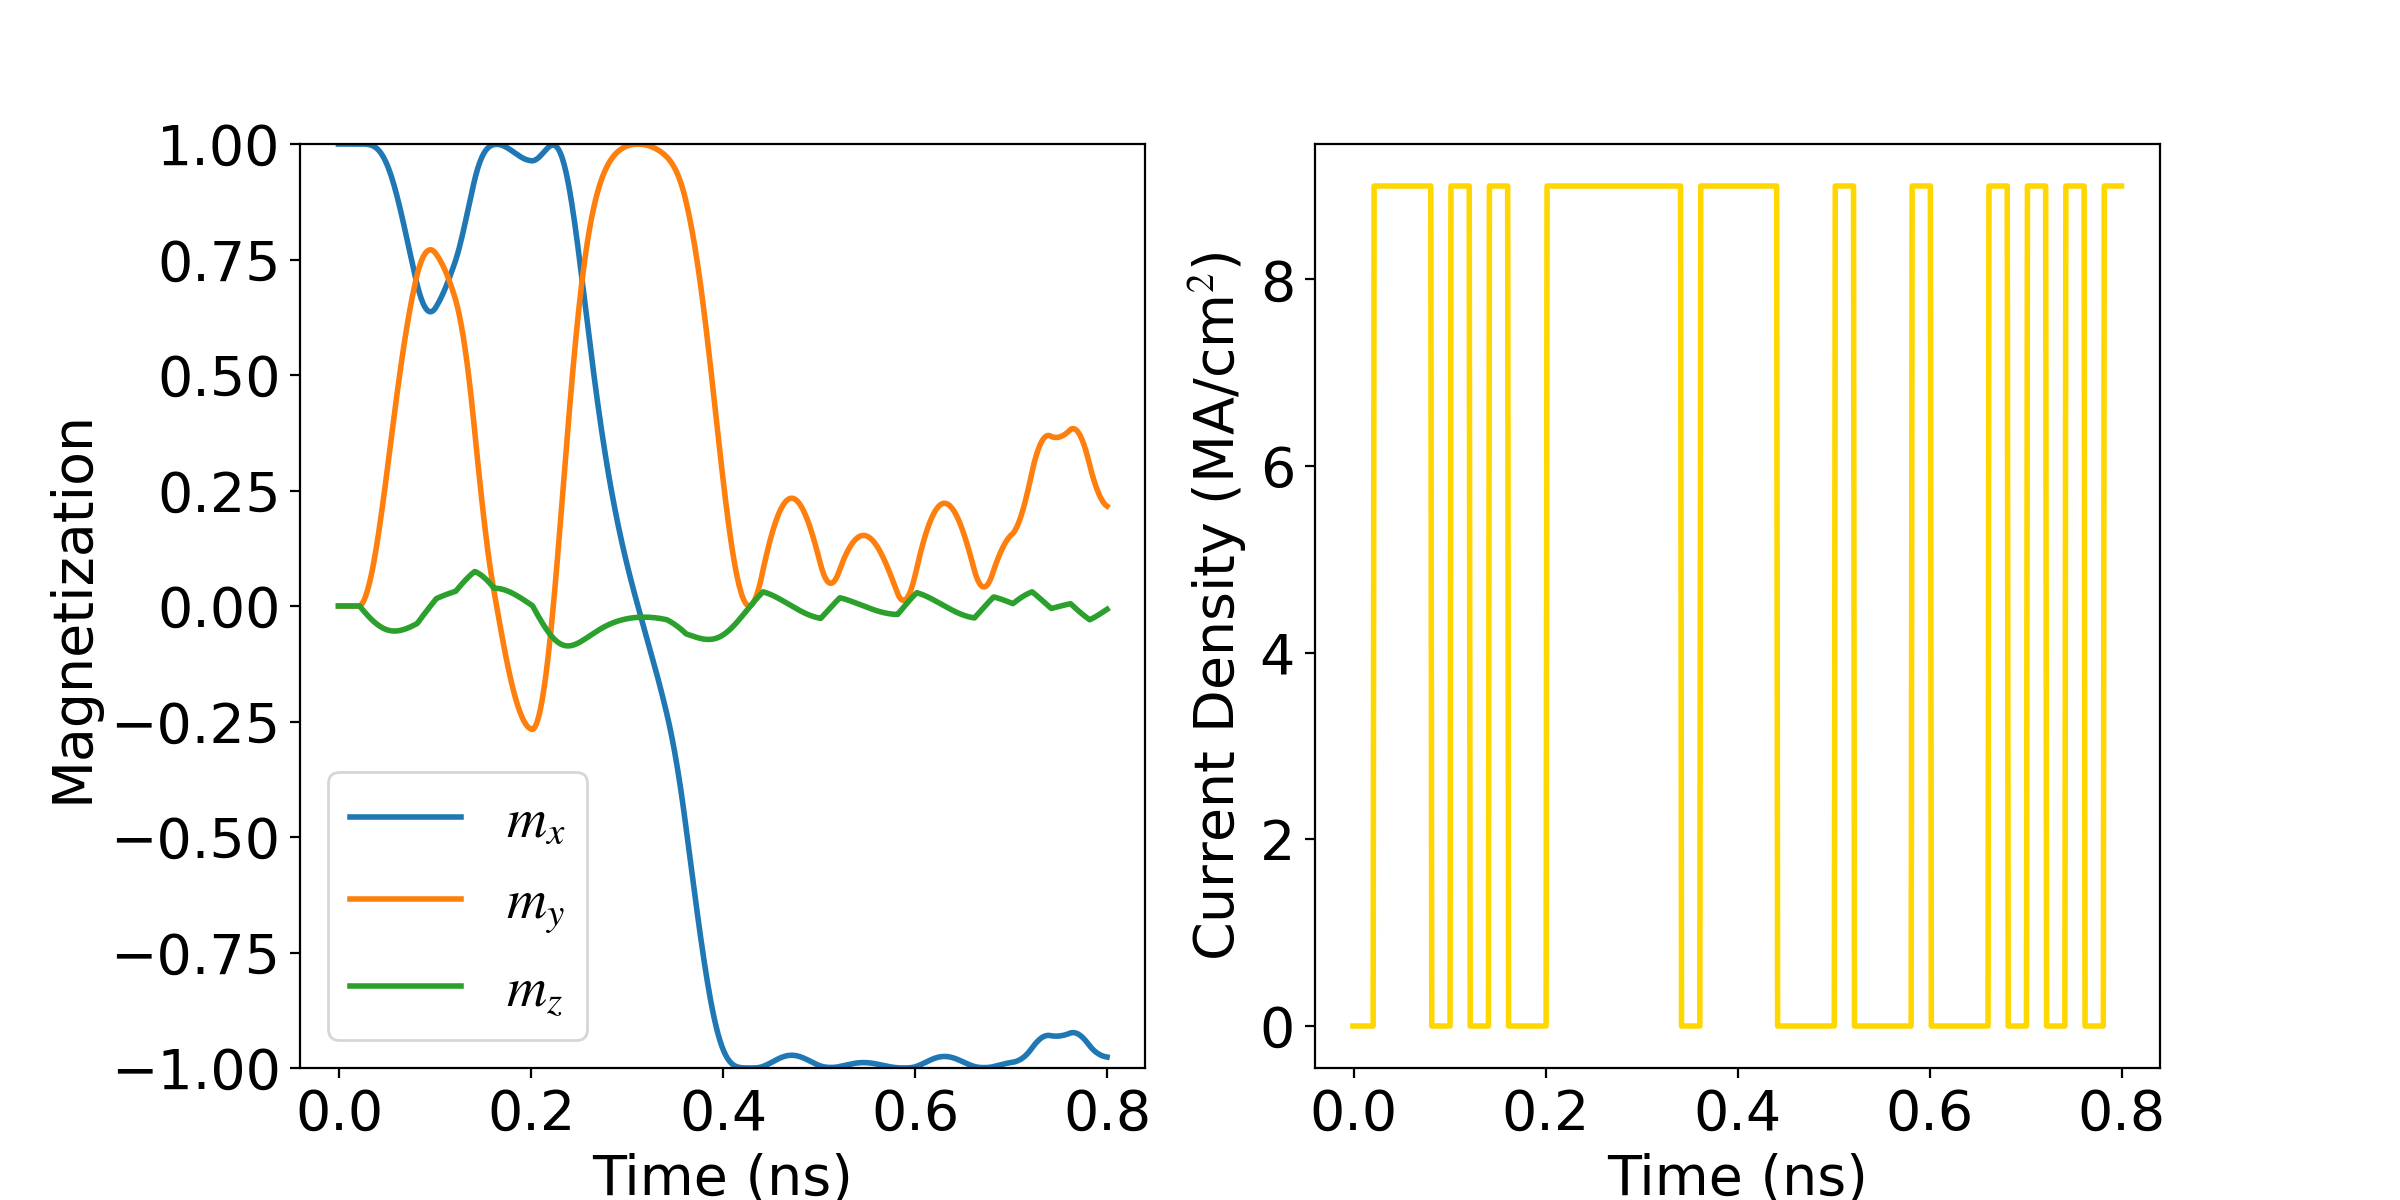 Magnetization
1.00
0.75
0.50
0.25
0.00
−0.25
−0.50
−0.75
−1.00
m_x
m_y
m_z
0.0 0.2 0.4 0.6 0.8
Time (ns)
Current Density (MA/cm²)
8
6
4
2
0
0.0 0.2 0.4 0.6 0.8
Time (ns)